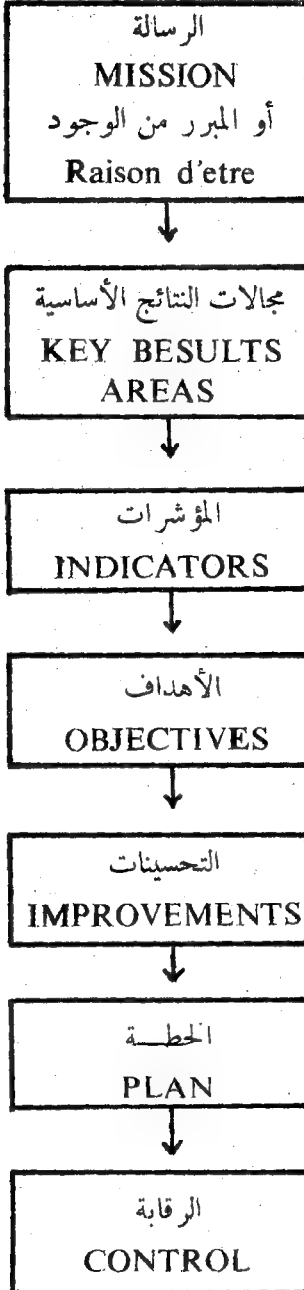 الرسالة
MISSION
أو المبرر من الوجود
Raison d'etre
مجالات النتائج الأساسية
KEY BESULTS
AREAS
المؤشرات
INDICATORS
الأهداف
OBJECTIVES
التحسينات
IMPROVEMENTS
الخطـــة
PLAN
الرقابة
CONTROL